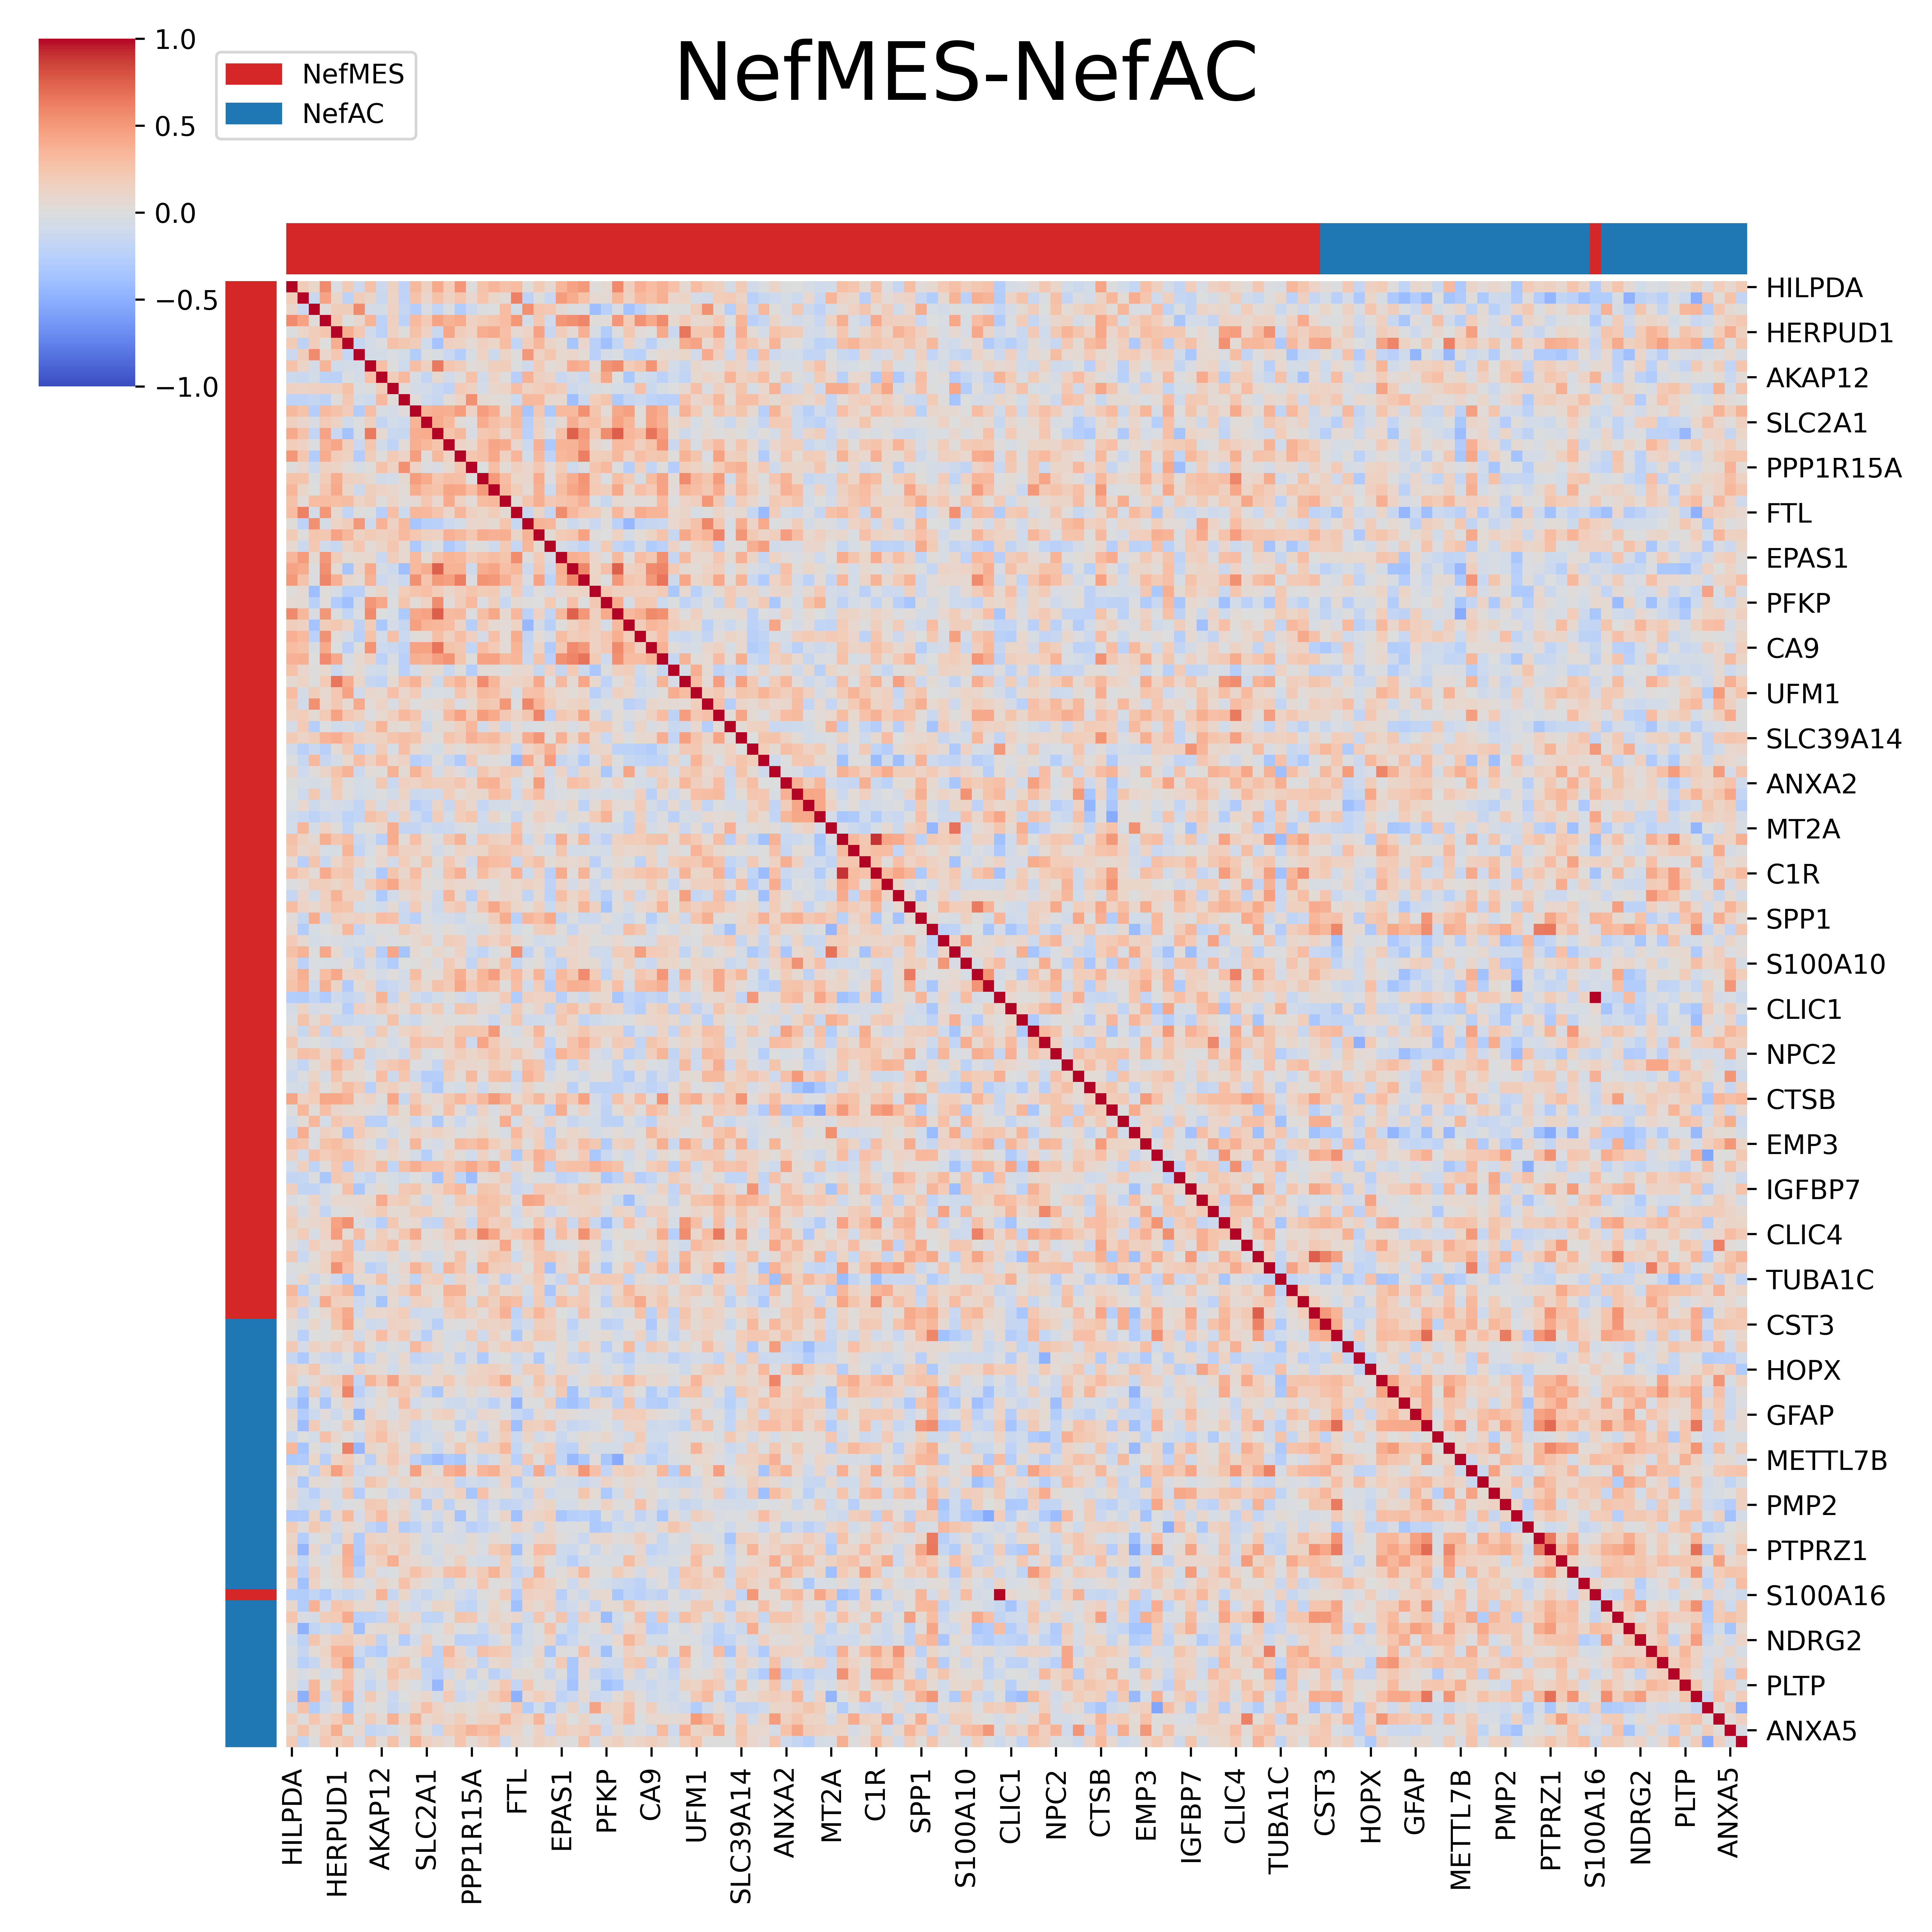 NefMES-NefAC
1.0
0.5
0.0
−0.5
−1.0
NefMES
NefAC
HILPDA
HERPUD1
AKAP12
SLC2A1
PPP1R15A
FTL
EPAS1
PFKP
CA9
UFM1
SLC39A14
ANXA2
MT2A
C1R
SPP1
S100A10
CLIC1
NPC2
CTSB
EMP3
IGFBP7
CLIC4
TUBA1C
CST3
HOPX
GFAP
METTL7B
PMP2
PTPRZ1
S100A16
NDRG2
PLTP
ANXA5
HILPDA
HERPUD1
AKAP12
SLC2A1
PPP1R15A
FTL
EPAS1
PFKP
CA9
UFM1
SLC39A14
ANXA2
MT2A
C1R
SPP1
S100A10
CLIC1
NPC2
CTSB
EMP3
IGFBP7
CLIC4
TUBA1C
CST3
HOPX
GFAP
METTL7B
PMP2
PTPRZ1
S100A16
NDRG2
PLTP
ANXA5